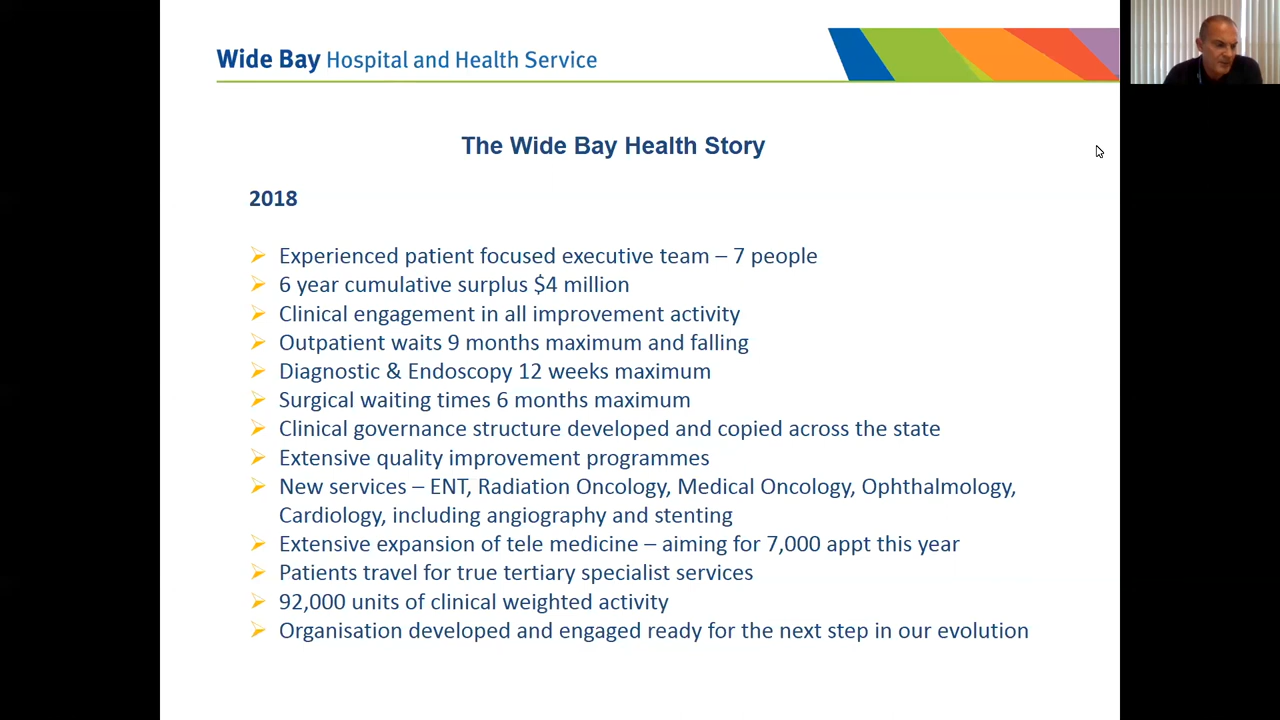 Wide Bay Hospital and Health Service
The Wide Bay Health Story
2018
Experienced patient focused executive team – 7 people
6 year cumulative surplus $4 million
Clinical engagement in all improvement activity
Outpatient waits 9 months maximum and falling
Diagnostic & Endoscopy 12 weeks maximum
Surgical waiting times 6 months maximum
Clinical governance structure developed and copied across the state
Extensive quality improvement programmes
New services – ENT, Radiation Oncology, Medical Oncology, Ophthalmology,
Cardiology, including angiography and stenting
Extensive expansion of tele medicine – aiming for 7,000 appt this year
Patients travel for true tertiary specialist services
92,000 units of clinical weighted activity
Organisation developed and engaged ready for the next step in our evolution